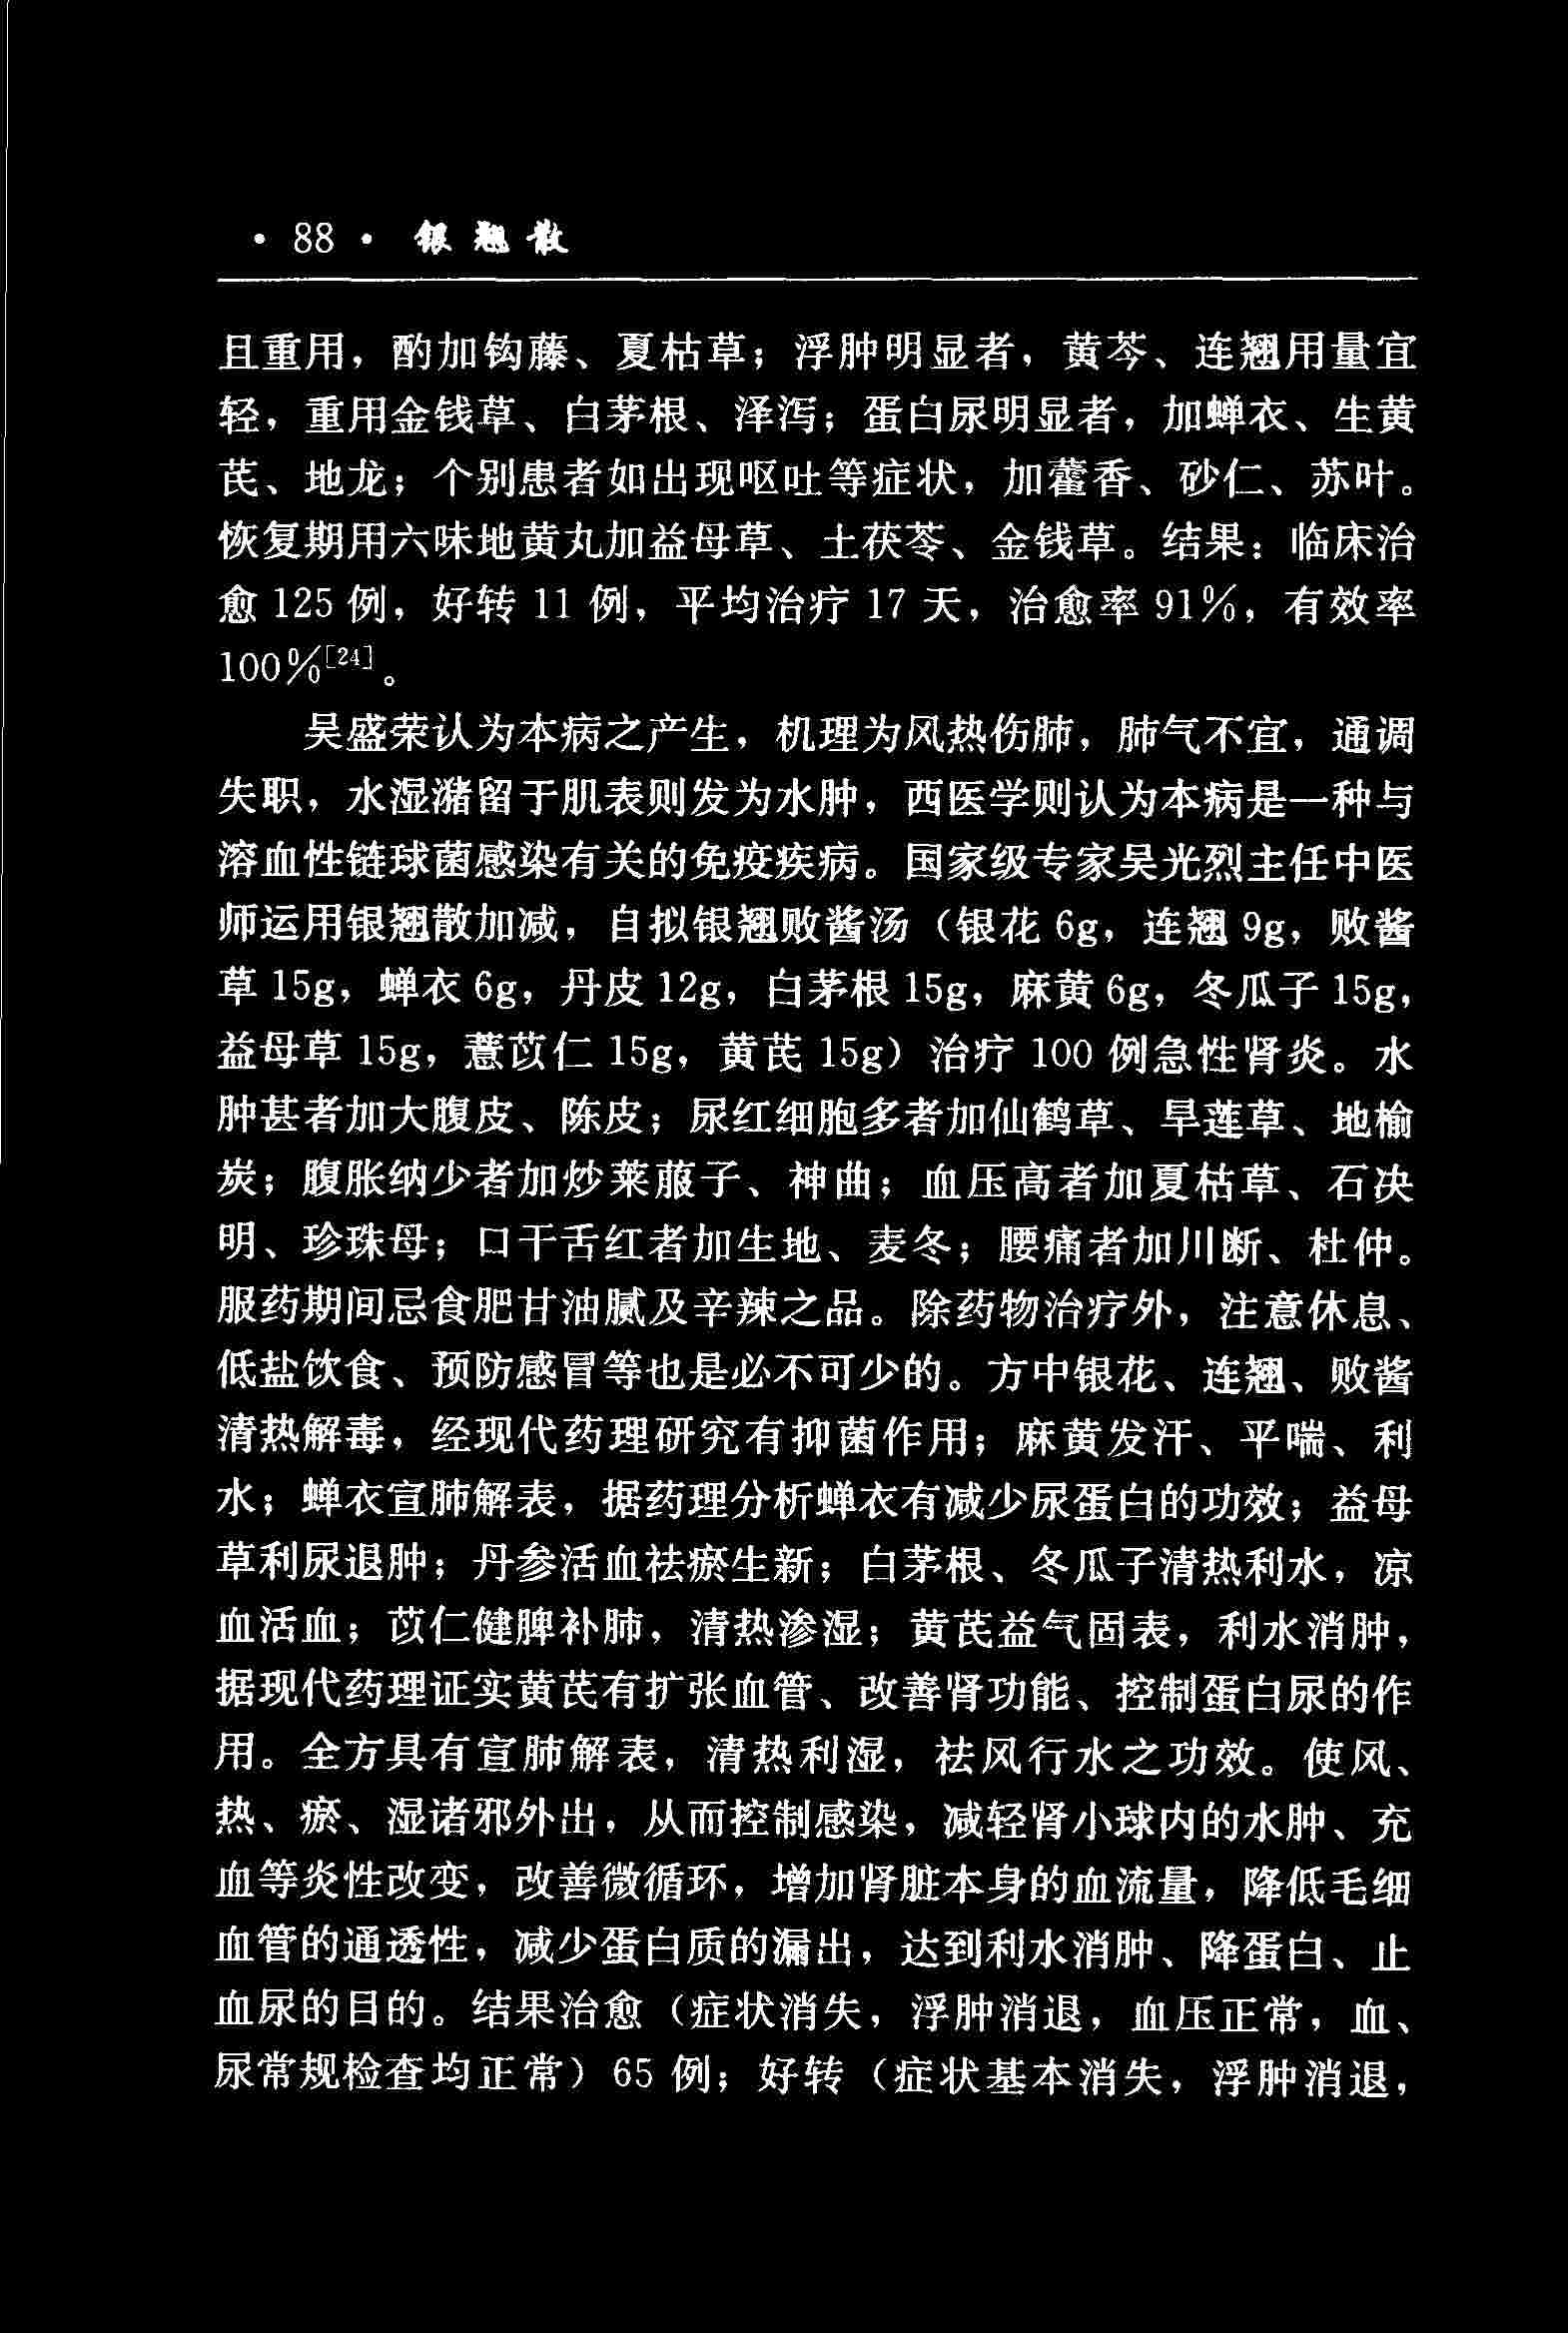 · 88 · 银翘散
且重用，酌加钩藤、夏枯草；浮肿明显者，黄芩、连翘用量宜
轻，重用金钱草、白茅根、泽泻；蛋白尿明显者，加蝉衣、生黄
芪、地龙；个别患者如出现呕吐等症状，加藿香、砂仁、苏叶。
恢复期用六味地黄丸加益母草、土茯苓、金钱草。结果：临床治
愈 125 例，好转 11 例，平均治疗 17 天，治愈率 91%，有效率
100%[24]。
吴盛荣认为本病之产生，机理为风热伤肺，肺气不宜，通调
失职，水湿潴留于肌表则发为水肿，西医学则认为本病是一种与
溶血性链球菌感染有关的免疫疾病。国家级专家吴光烈主任中医
师运用银翘散加减，自拟银翘败酱汤（银花 6g，连翘 9g，败酱
草 15g，蝉衣 6g，丹皮 12g，白茅根 15g，麻黄 6g，冬瓜子 15g，
益母草 15g，薏苡仁 15g，黄芪 15g）治疗 100 例急性肾炎。水
肿甚者加大腹皮、陈皮；尿红细胞多者加仙鹤草、旱莲草、地榆
炭；腹胀纳少者加炒莱菔子、神曲；血压高者加夏枯草、石决
明、珍珠母；口干舌红者加生地、麦冬；腰痛者加川断、杜仲。
服药期间忌食肥甘油腻及辛辣之品。除药物治疗外，注意休息、
低盐饮食、预防感冒等也是必不可少的。方中银花、连翘、败酱
清热解毒，经现代药理研究有抑菌作用；麻黄发汗、平喘、利
水；蝉衣宣肺解表，据药理分析蝉衣有减少尿蛋白的功效；益母
草利尿退肿；丹参活血祛瘀生新；白茅根、冬瓜子清热利水，凉
血活血；苡仁健脾补肺，清热渗湿；黄芪益气固表，利水消肿，
据现代药理证实黄芪有扩张血管、改善肾功能、控制蛋白尿的作
用。全方具有宣肺解表，清热利湿，祛风行水之功效。使风、
热、瘀、湿诸邪外出，从而控制感染，减轻肾小球内的水肿、充
血等炎性改变，改善微循环，增加肾脏本身的血流量，降低毛细
血管的通透性，减少蛋白质的漏出，达到利水消肿、降蛋白、止
血尿的目的。结果治愈（症状消失，浮肿消退，血压正常，血、
尿常规检查均正常）65 例；好转（症状基本消失，浮肿消退，